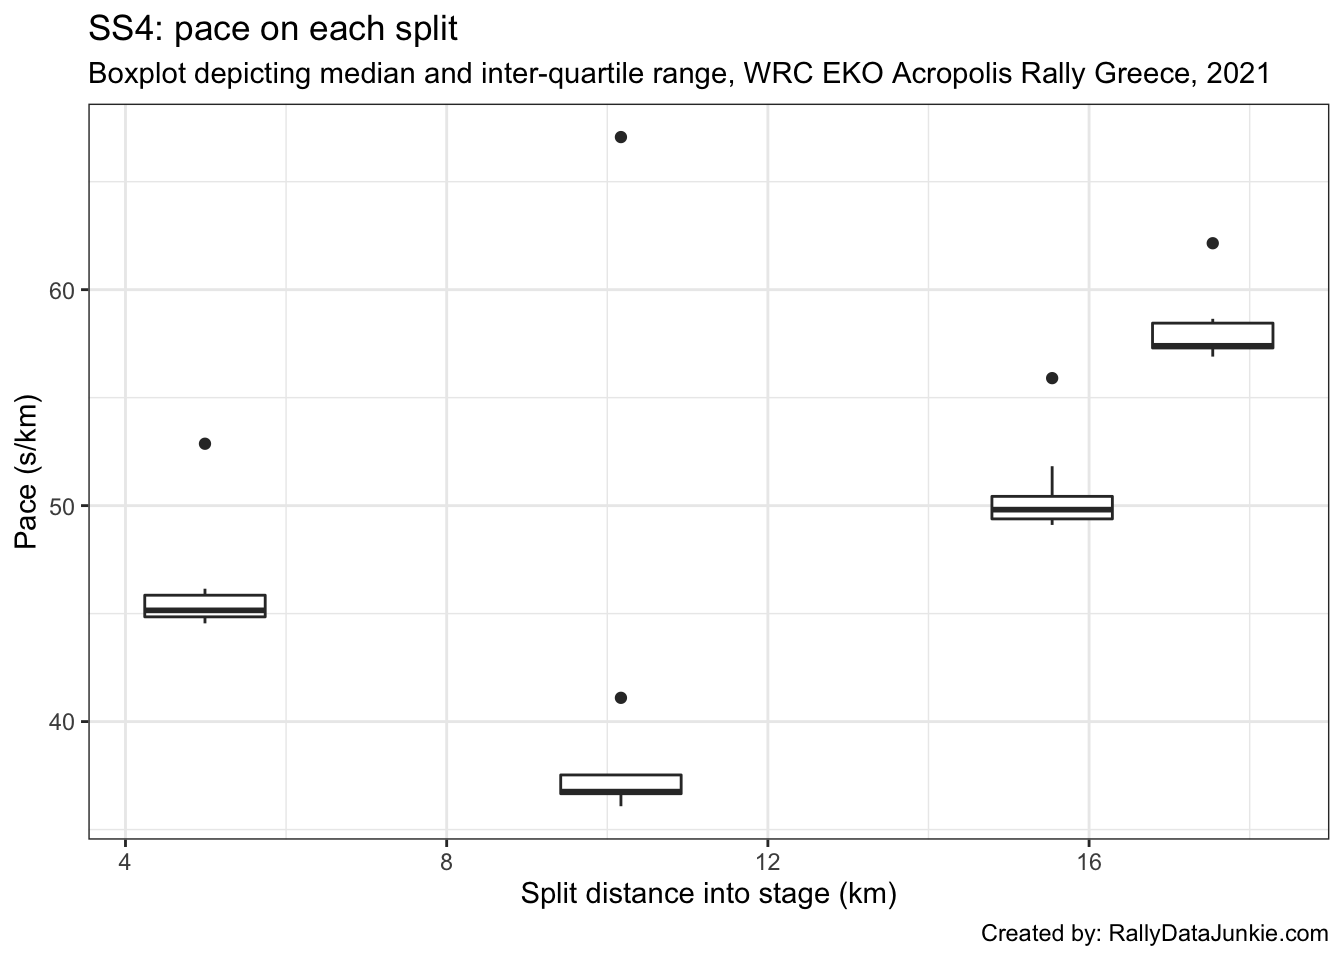 SS4: pace on each split
Boxplot depicting median and inter-quartile range, WRC EKO Acropolis Rally Greece, 2021
Pace (s/km)
60
50
40
4 8 12 16
Split distance into stage (km)
Created by: RallyDataJunkie.com